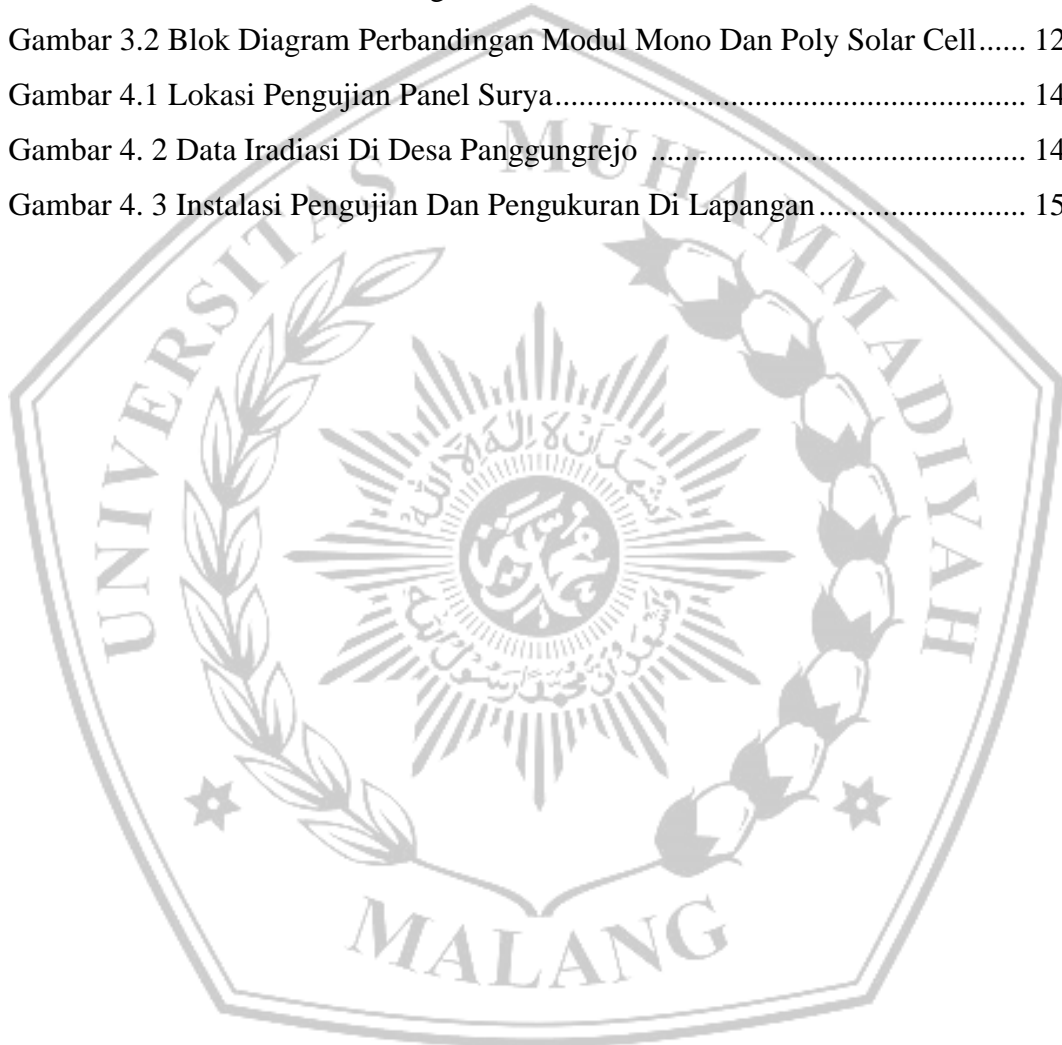 Gambar 3.2 Blok Diagram Perbandingan Modul Mono Dan Poly Solar Cell...... 12
Gambar 4.1 Lokasi Pengujian Panel Surya............................................................ 14
Gambar 4. 2 Data Iradiasi Di Desa Panggungrejo ................................................ 14
Gambar 4. 3 Instalasi Pengujian Dan Pengukuran Di Lapangan.......................... 15
UNIVERSITAS MUHAMMADIYAH
MALANG